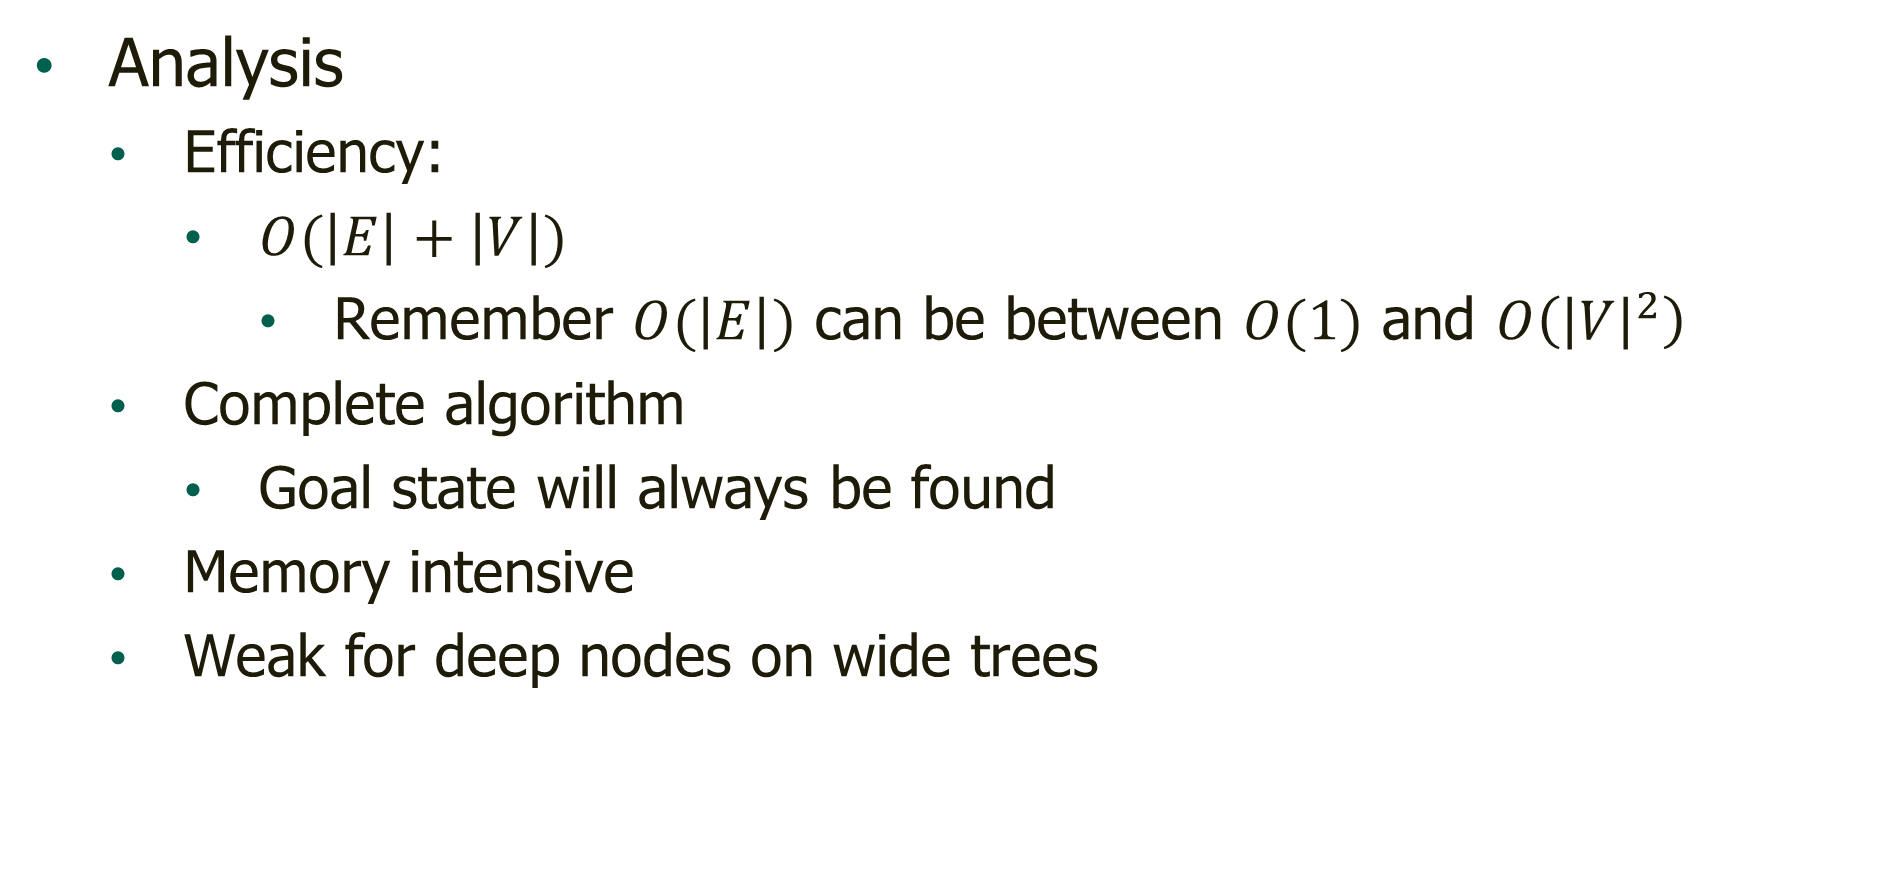 • Analysis
• Efficiency:
• O(|E| + |V|)
• Remember O(|E|) can be between O(1) and O(|V|²)
• Complete algorithm
• Goal state will always be found
• Memory intensive
• Weak for deep nodes on wide trees